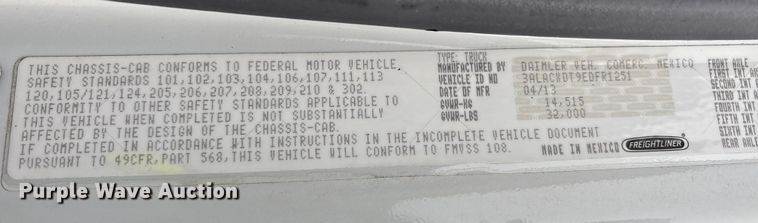 THIS CHASSIS-CAB CONFORMS TO FEDERAL MOTOR VEHICLE
SAFETY STANDARDS 101,102,103,104,106,107,111,113
120,105/121,124,205,206,207,208,209,210 & 302.
CONFORMITY TO OTHER SAFETY STANDARDS APPLICABLE TO
THIS VEHICLE WHEN COMPLETED IS NOT SUBSTANTIALLY
AFFECTED BY THE DESIGN OF THE CHASSIS-CAB.
IF COMPLETED IN ACCORDANCE WITH INSTRUCTIONS IN THE INCOMPLETE VEHICLE DOCUMENT
PURSUANT TO 49CFR,PART 568,THIS VEHICLE WILL CONFORM TO FMVSS 108.
TYPE: TRUCK
MANUFACTURED BY DAIMLER VEH. COMERC. MEXICO
VEHICLE ID NO 3ALACXDT9EDFR1251
DATE OF MFR 04/13
GVWR-KG 14,515
GVWR-LBS 32,000
MADE IN MEXICO FREIGHTLINER
FRONT AXLE
FIRST INT
SECOND INT
THIRD INT
FOURTH INT
FIFTH INT
SIXTH INT
REAR AXLE
Purple Wave Auction